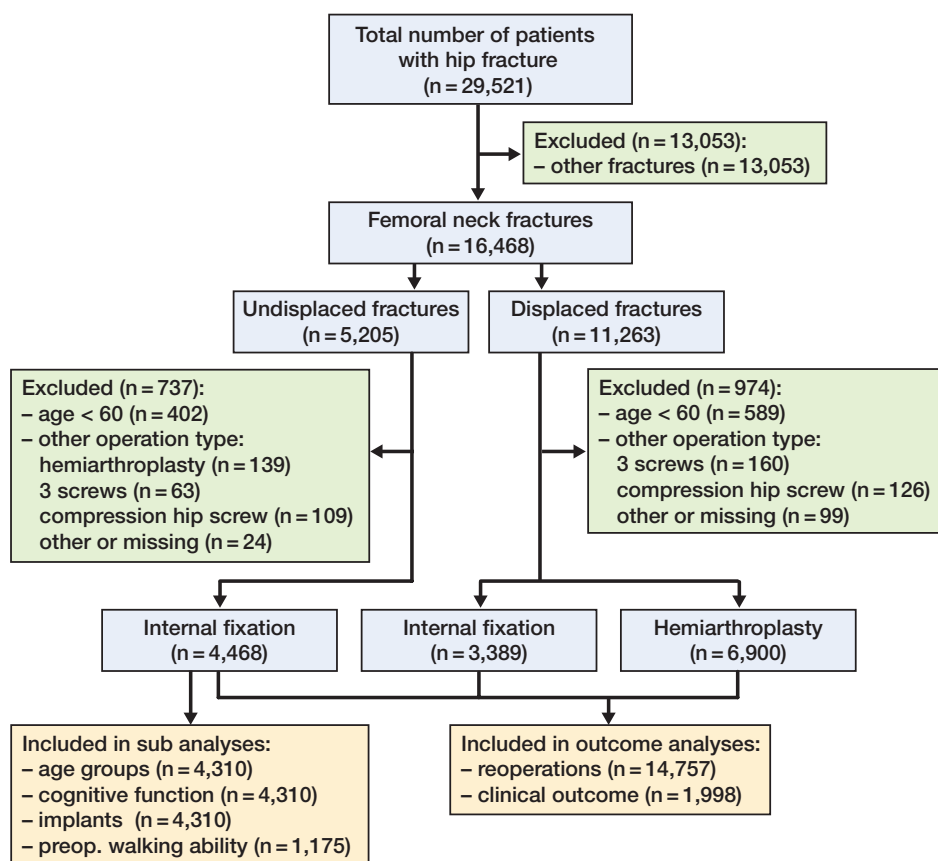 Total number of patients
with hip fracture
(n = 29,521)
Excluded (n = 13,053):
– other fractures (n = 13,053)
Femoral neck fractures
(n = 16,468)
Undisplaced fractures
(n = 5,205)
Displaced fractures
(n = 11,263)
Excluded (n = 737):
– age < 60 (n = 402)
– other operation type:
hemiarthroplasty (n = 139)
3 screws (n = 63)
compression hip screw (n = 109)
other or missing (n = 24)
Excluded (n = 974):
– age < 60 (n = 589)
– other operation type:
3 screws (n = 160)
compression hip screw (n = 126)
other or missing (n = 99)
Internal fixation
(n = 4,468)
Internal fixation
(n = 3,389)
Hemiarthroplasty
(n = 6,900)
Included in sub analyses:
– age groups (n = 4,310)
– cognitive function (n = 4,310)
– implants (n = 4,310)
– preop. walking ability (n = 1,175)
Included in outcome analyses:
– reoperations (n = 14,757)
– clinical outcome (n = 1,998)